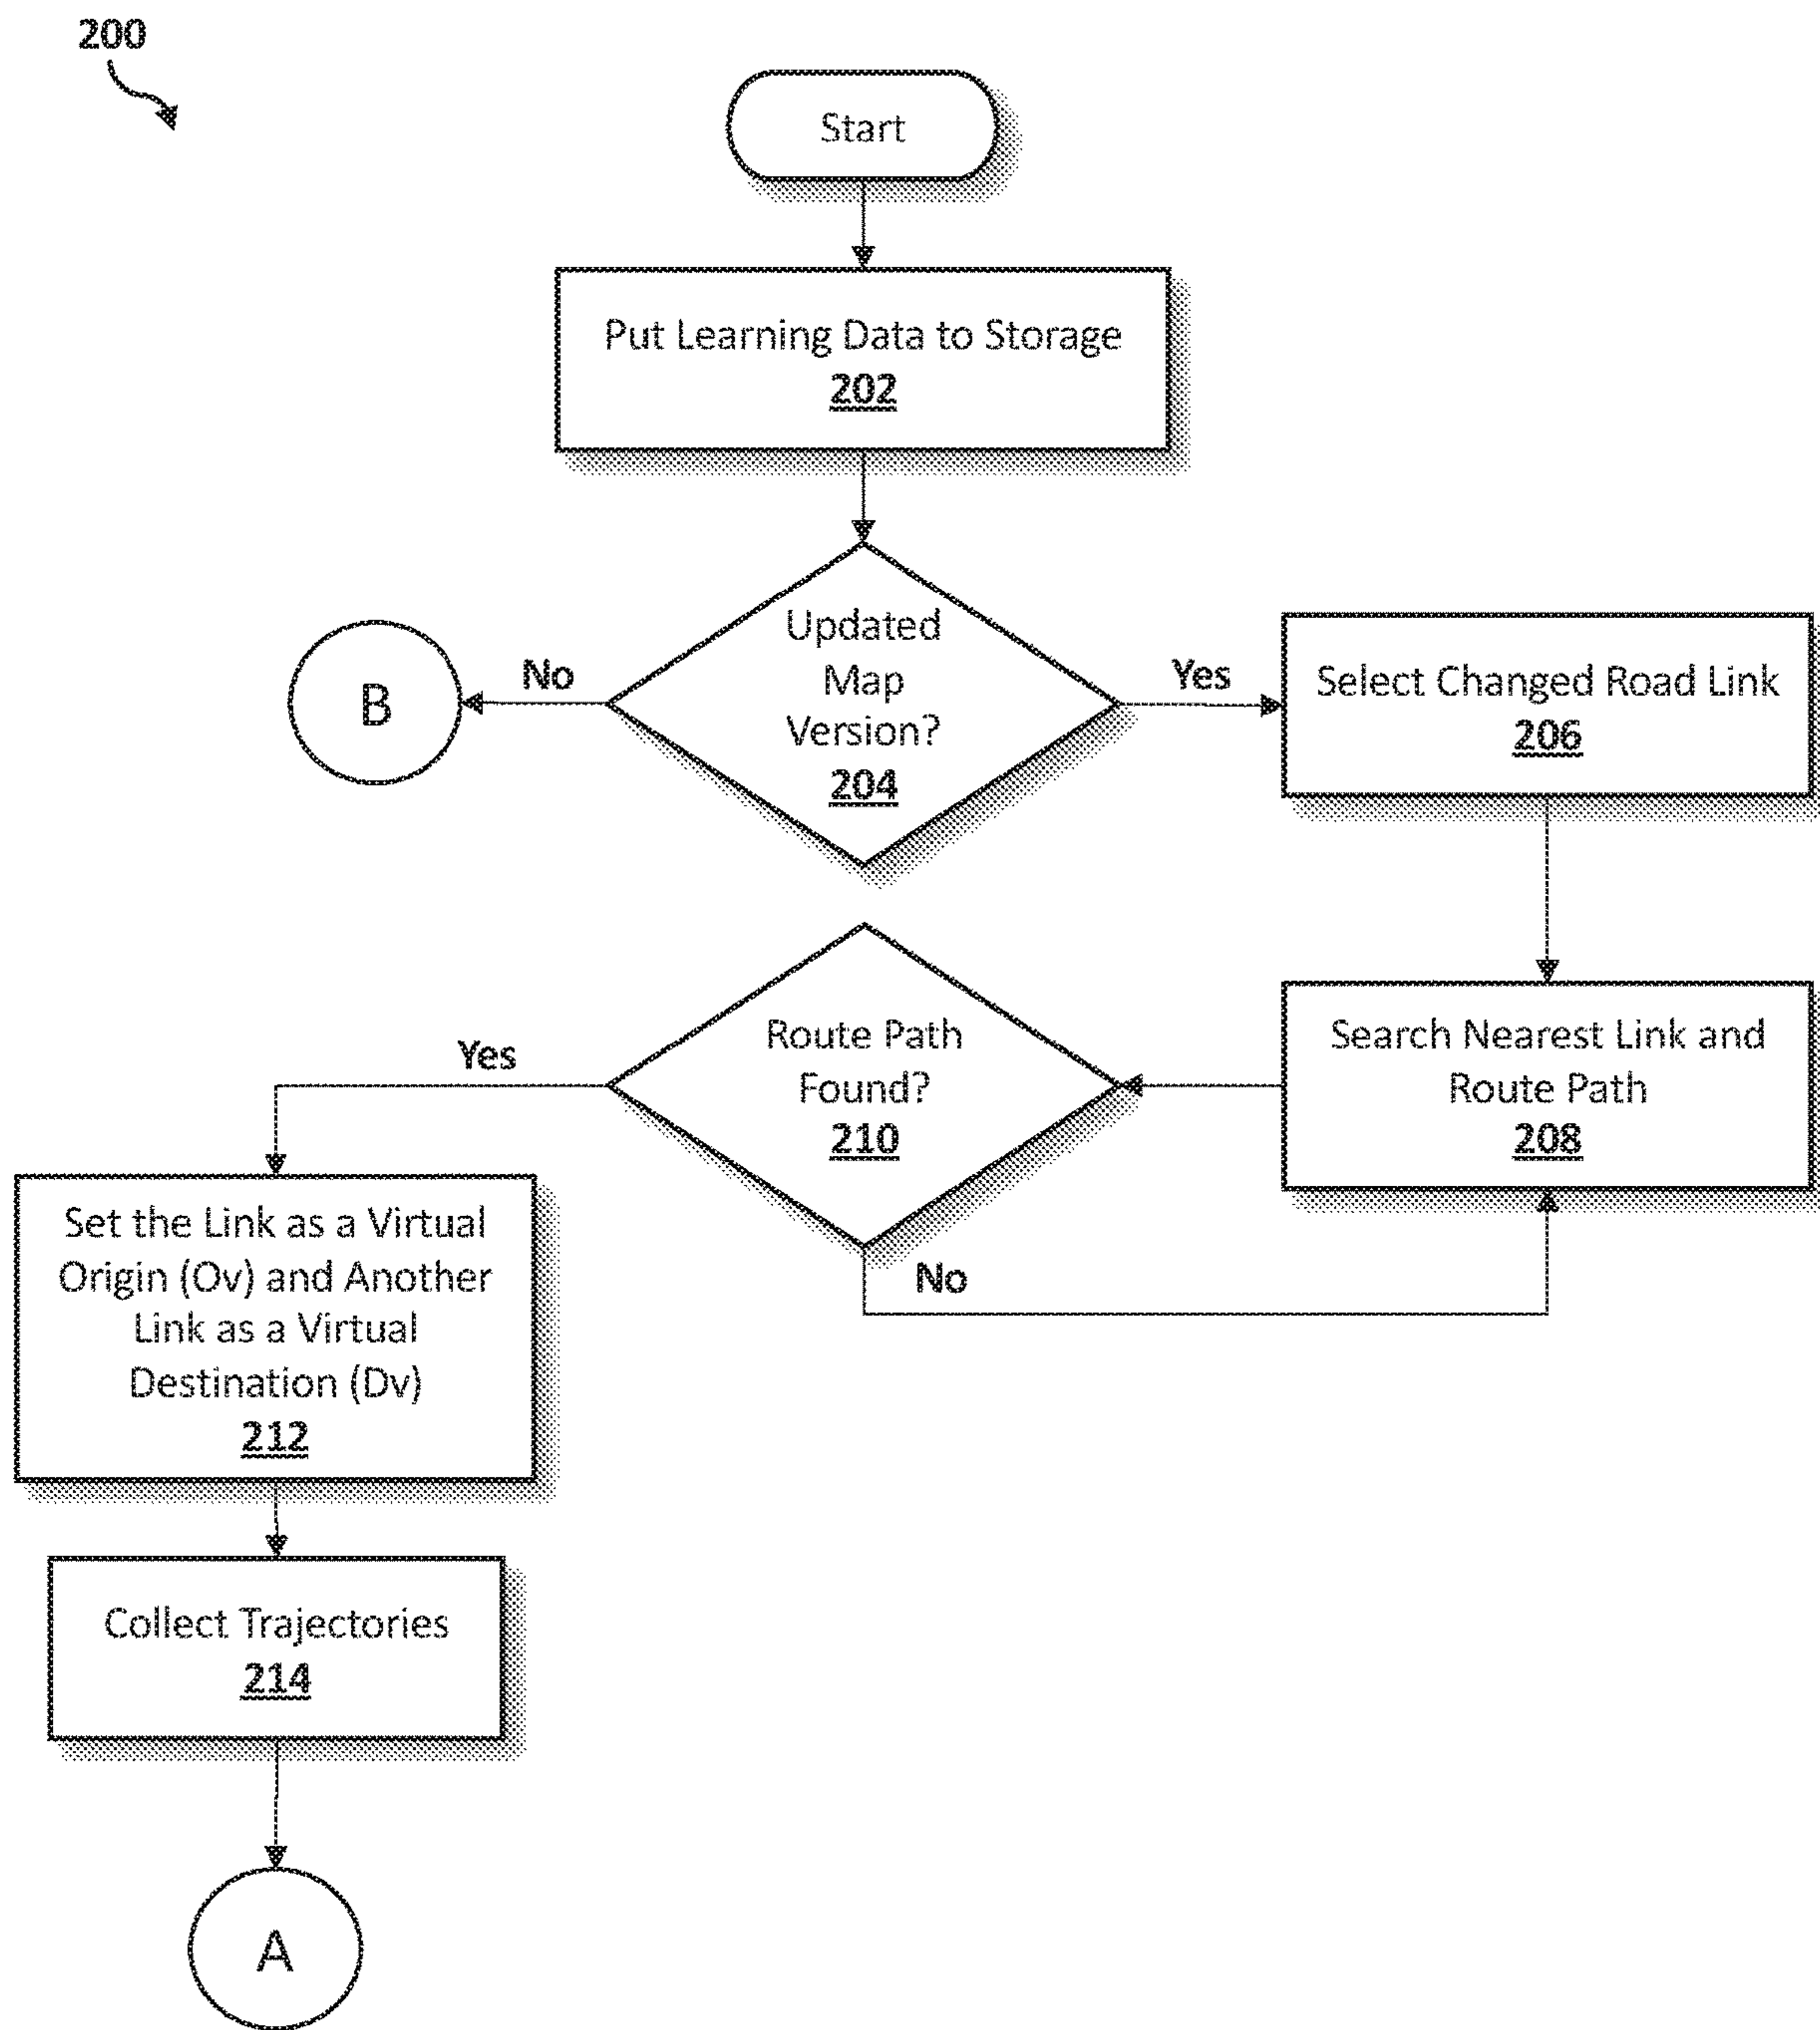 200
Start
Put Learning Data to Storage
202
Updated
Map
Version?
204
No
B
Yes
Select Changed Road Link
206
Search Nearest Link and
Route Path
208
Route Path
Found?
210
Yes
No
Set the Link as a Virtual
Origin (Ov) and Another
Link as a Virtual
Destination (Dv)
212
Collect Trajectories
214
A